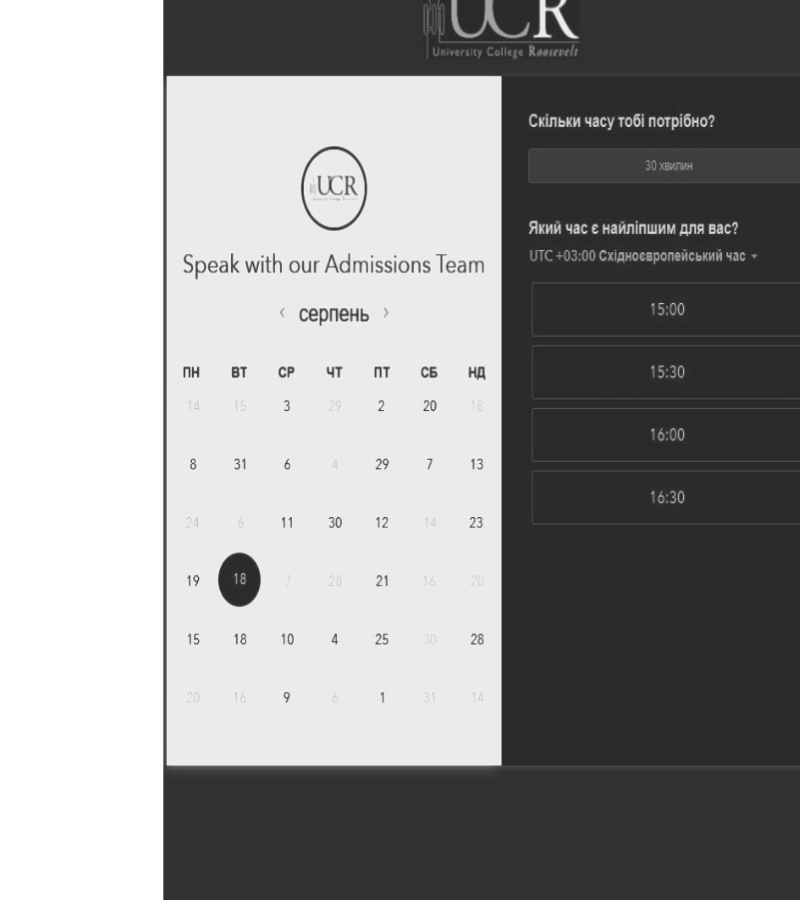 UCR
University College Roosevelt
UCR
Speak with our Admissions Team
‹ серпень ›
ПН ВТ СР ЧТ ПТ СБ НД
14 15 3 29 2 20 18
8 31 6 4 29 7 13
24 6 11 30 12 14 23
19 18 7 28 21 16 20
15 18 10 4 25 30 28
20 16 9 6 1 31 14
Скільки часу тобі потрібно?
30 хвилин
Який час є найліпшим для вас?
UTC +03:00 Східноєвропейський час
15:00
15:30
16:00
16:30